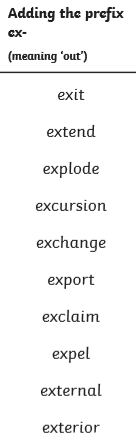 Adding the prefix
ex-
(meaning ‘out’)
exit
extend
explode
excursion
exchange
export
exclaim
expel
external
exterior